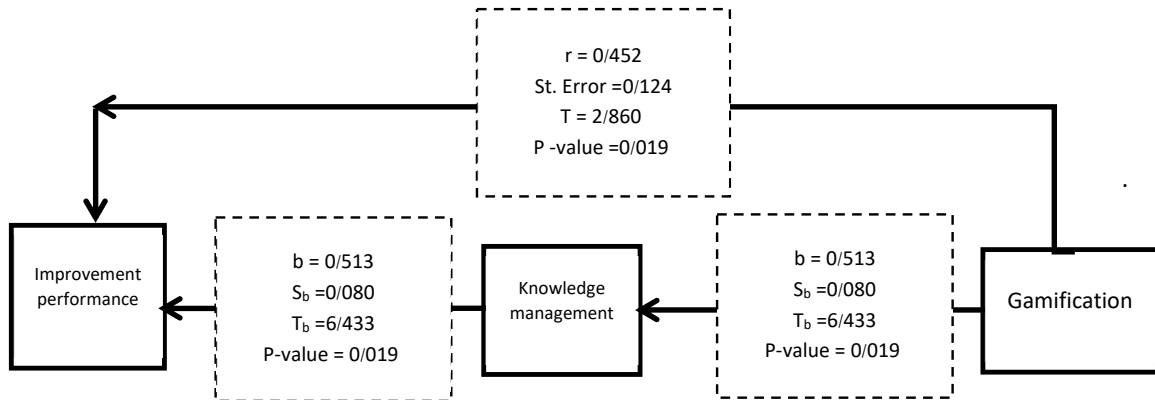 r = 0/452
St. Error =0/124
T = 2/860
P -value =0/019
.
Improvement
performance
b = 0/513
Sb =0/080
Tb =6/433
P-value = 0/019
Knowledge
management
b = 0/513
Sb =0/080
Tb =6/433
P-value = 0/019
Gamification